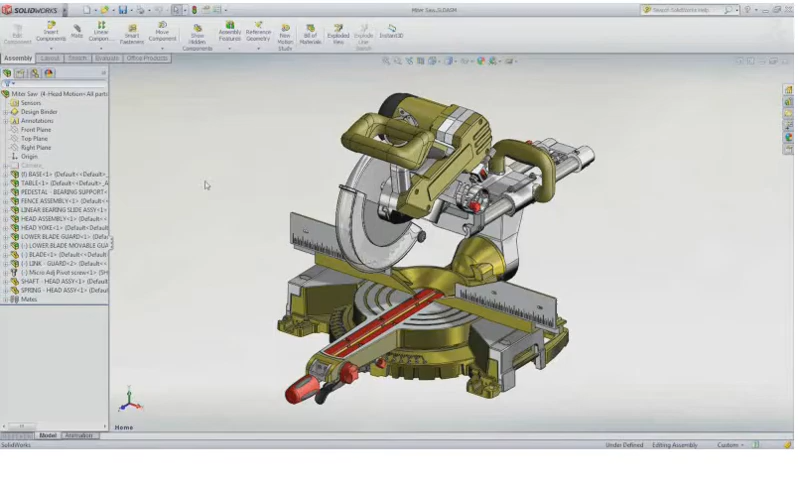 SOLIDWORKS
Miter Saw.SLDASM
Search SolidWorks Help
Edit Component
Insert Components
Mate
Linear Compon...
Smart Fasteners
Move Component
Show Hidden Components
Assembly Features
Reference Geometry
New Motion Study
Bill of Materials
Exploded View
Explode Line Sketch
Instant3D
Assembly
Layout
Sketch
Evaluate
Office Products
Miter Saw (4-Head Motion<All parts
Sensors
Design Binder
Annotations
Front Plane
Top Plane
Right Plane
Origin
(f) BASE<1> (Default<<Default>_
TABLE<1> (Default<<Default>_A
PEDESTAL - BEARING SUPPORT<
FENCE ASSEMBLY<1> (Default<
LINEAR BEARING SLIDE ASSY<1>
HEAD ASSEMBLY<1> (Default<<
HEAD YOKE<1> (Default<<Defaul
LOWER BLADE GUARD<1> (Defau
(-) LOWER BLADE MOVABLE GUA
(-) BLADE<1> (Default<<Default>
(-) LINK - GUARD<2> (Default<<D
(-) Micro Adj Pivot screw<1> (SH
SHAFT - HEAD ASSY<1> (Default
SPRING - HEAD ASSY<1> (Defaul
Mates
Home
Model
Animation
SolidWorks
Under Defined
Editing Assembly
Custom